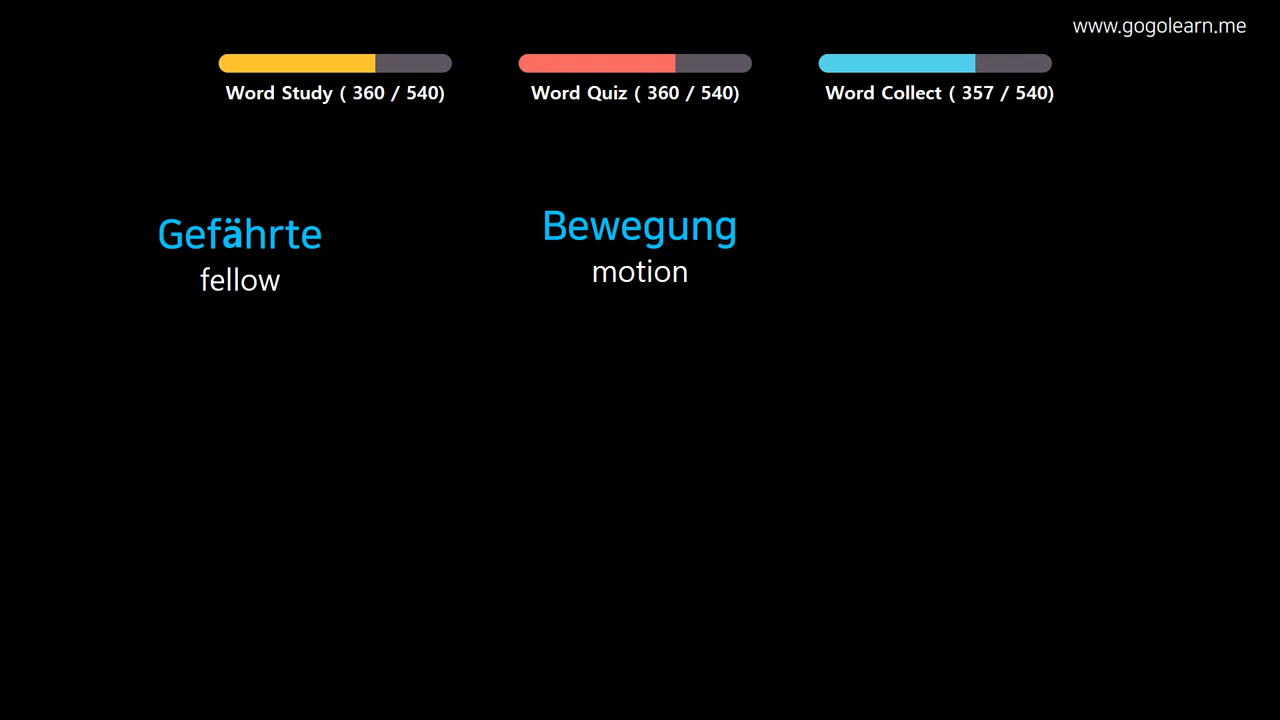 www.gogolearn.me
Word Study ( 360 / 540)
Word Quiz ( 360 / 540)
Word Collect ( 357 / 540)
Gefährte
fellow
Bewegung
motion